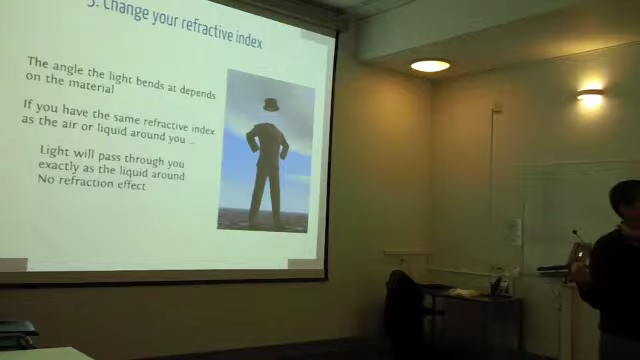 Change your refractive index
The angle the light bends at depends
on the material
If you have the same refractive index
as the air or liquid around you ...
Light will pass through you
exactly as the liquid around
No refraction effect